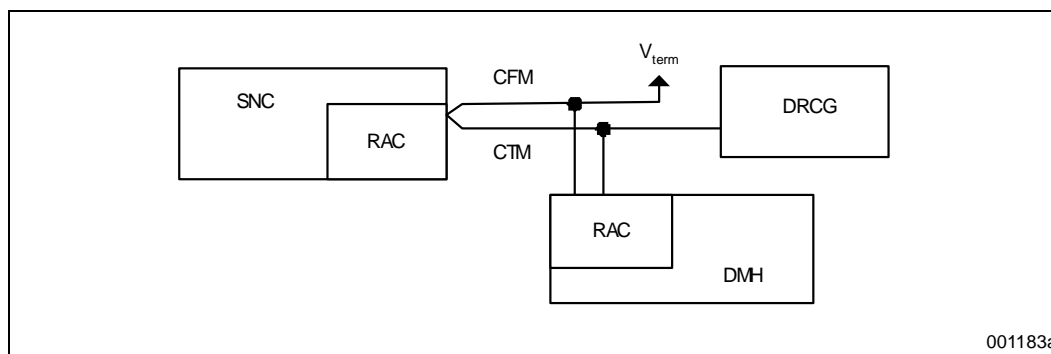 V_term
CFM
SNC
DRCG
RAC
CTM
RAC
DMH
001183a